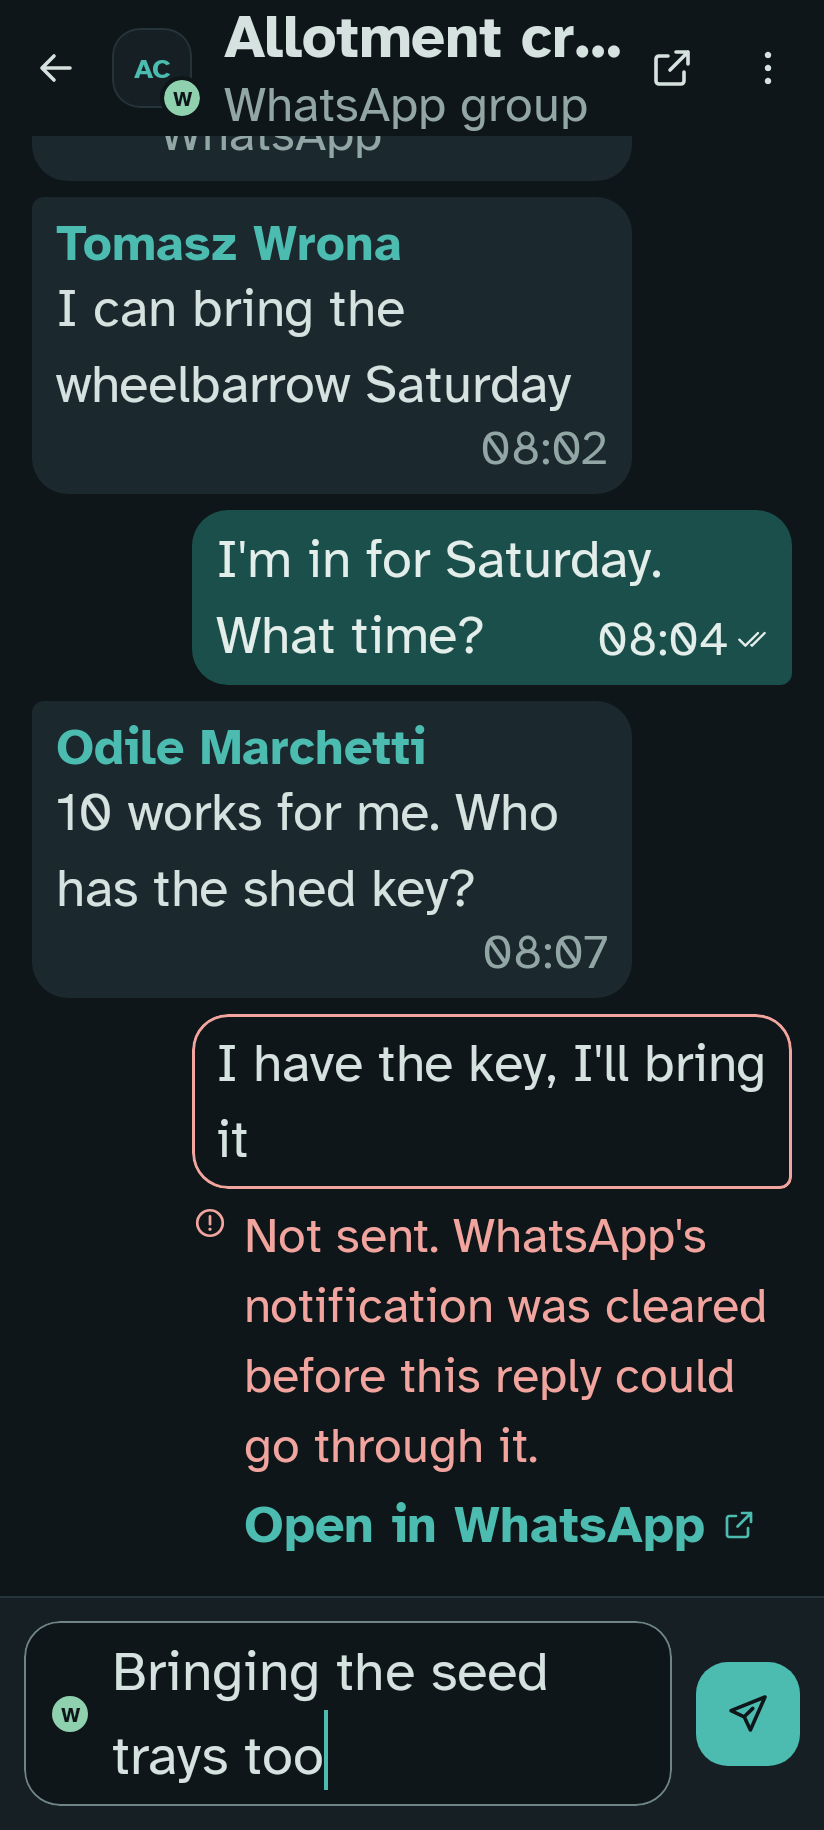 Allotment cr...
AC
W
WhatsApp group
WhatsApp
Tomasz Wrona
I can bring the
wheelbarrow Saturday
08:02
I'm in for Saturday.
What time? 08:04
Odile Marchetti
10 works for me. Who
has the shed key?
08:07
I have the key, I'll bring
it
Not sent. WhatsApp's
notification was cleared
before this reply could
go through it.
Open in WhatsApp
W
Bringing the seed
trays too